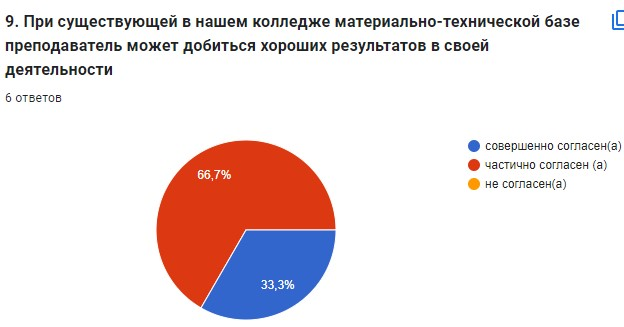 9. При существующей в нашем колледже материально-технической базе
преподаватель может добиться хороших результатов в своей
деятельности
6 ответов
совершенно согласен(а)
частично согласен (а)
не согласен(а)
66,7%
33,3%